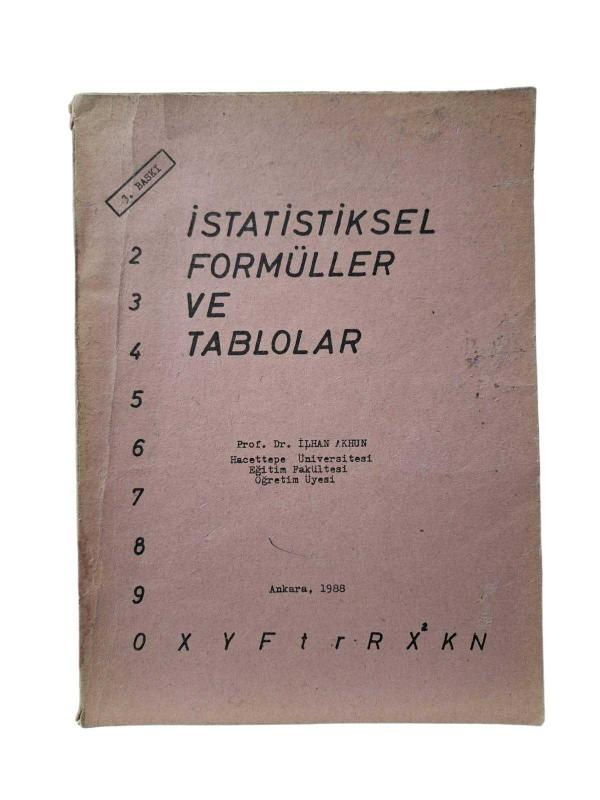 3. BASKI
İSTATİSTİKSEL
2 FORMÜLLER
3 VE
4 TABLOLAR
5
6 Prof. Dr. İLHAN AKHUN
Hacettepe Üniversitesi
Eğitim Fakültesi
Öğretim Üyesi
7
8
9 Ankara, 1988
0 X Y F t r R X² K N